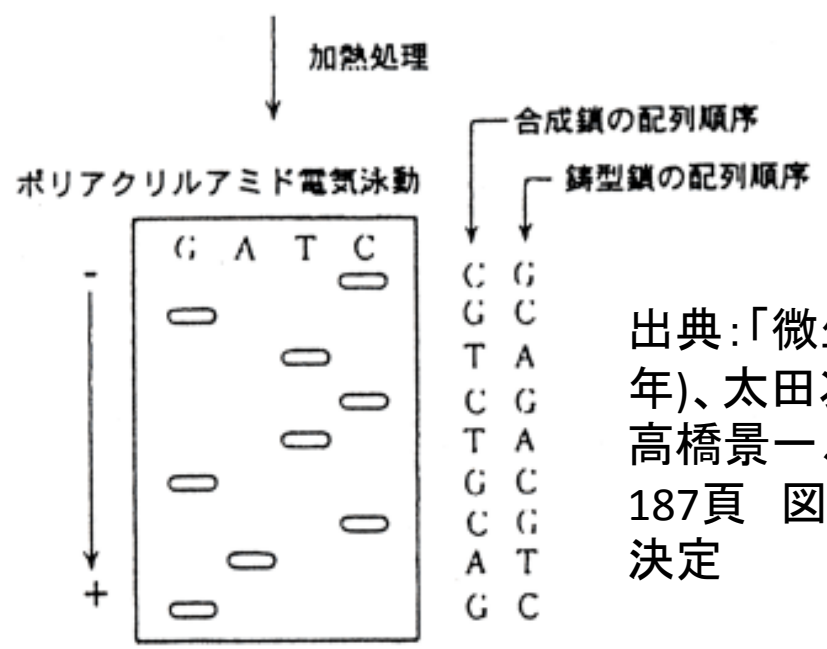 加熱処理
合成鎖の配列順序
鋳型鎖の配列順序
ポリアクリルアミド電気泳動
G A T C
-
+
C G
G C
T A
C G
T A
G C
C G
A T
G C
出典:「微
年)、太田
高橋景一
187頁 図
決定